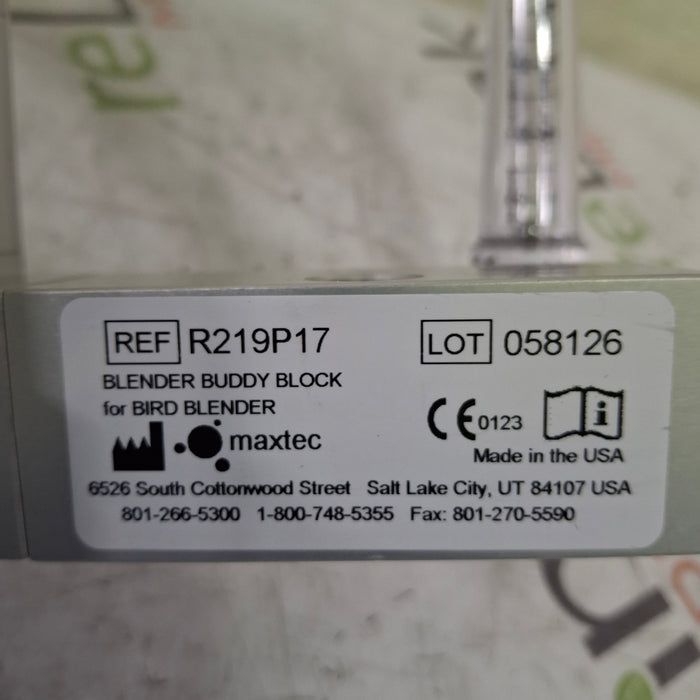 REF R219P17 LOT 058126
BLENDER BUDDY BLOCK
for BIRD BLENDER
CE 0123 i
maxtec
Made in the USA
6526 South Cottonwood Street Salt Lake City, UT 84107 USA
801-266-5300 1-800-748-5355 Fax: 801-270-5590